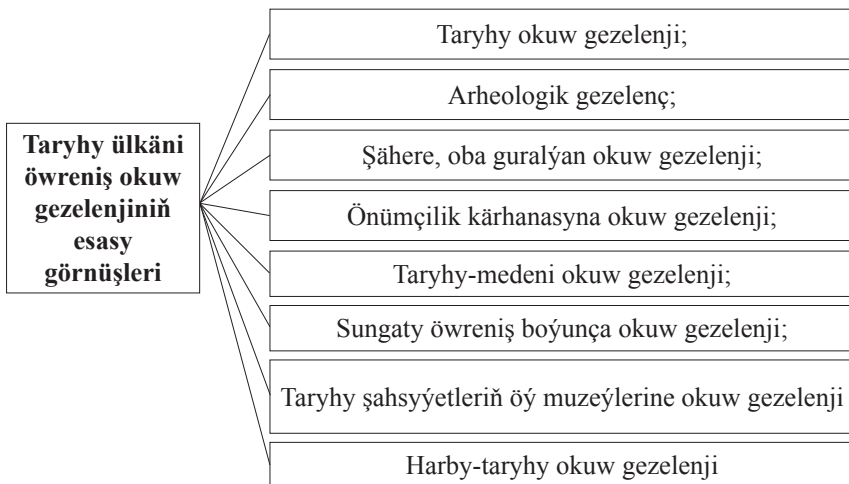 Taryhy ülkäni
öwreniş okuw
gezelenjiniň
esasy
görnüşleri
Taryhy okuw gezelenji;
Arheologik gezelenç;
Şähere, oba guralýan okuw gezelenji;
Önümçilik kärhanasyna okuw gezelenji;
Taryhy-medeni okuw gezelenji;
Sungaty öwreniş boýunça okuw gezelenji;
Taryhy şahsyýetleriň öý muzeýlerine okuw gezelenji
Harby-taryhy okuw gezelenji